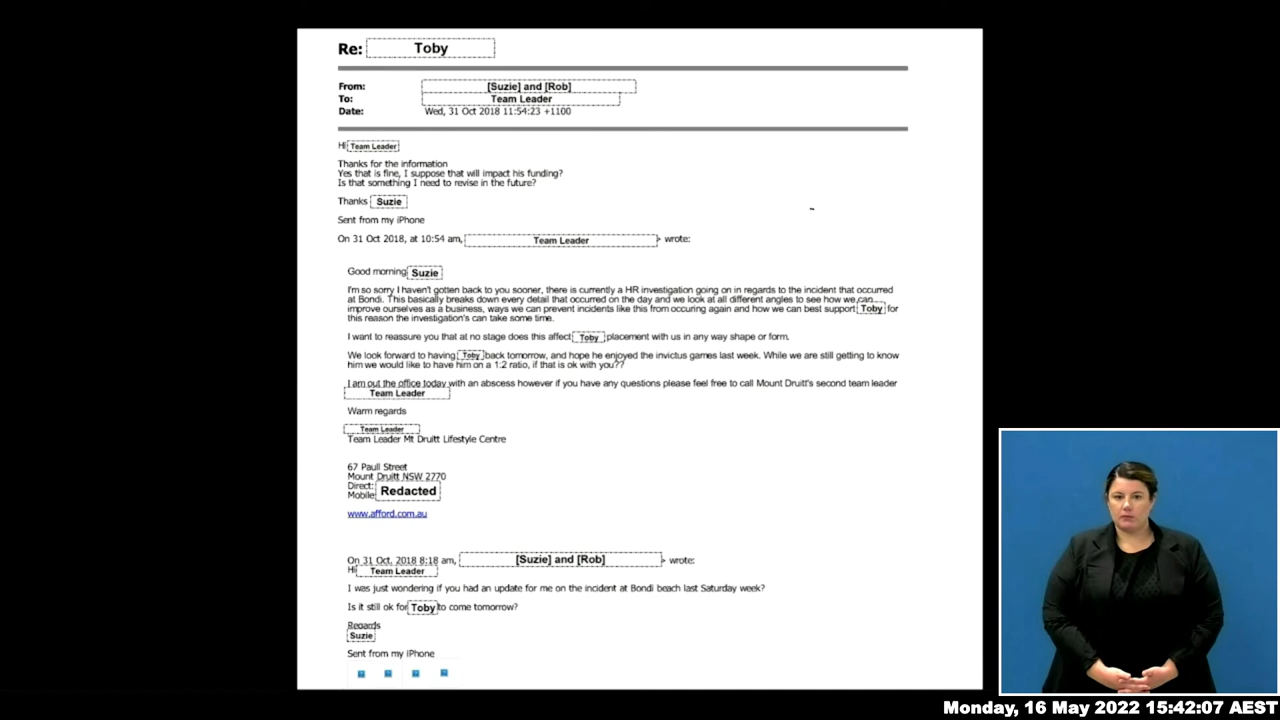 Re: Toby
From: [Suzie] and [Rob]
To: Team Leader
Date: Wed, 31 Oct 2018 11:54:23 +1100
Hi Team Leader
Thanks for the information
Yes that is fine, I suppose that will impact his funding?
Is that something I need to revise in the future?
Thanks Suzie
Sent from my iPhone
On 31 Oct 2018, at 10:54 am, Team Leader > wrote:
Good morning Suzie
I'm so sorry I haven't gotten back to you sooner, there is currently a HR investigation going on in regards to the incident that occurred
at Bondi. This basically breaks down every detail that occurred on the day and we look at all different angles to see how we can
improve ourselves as a business, ways we can prevent incidents like this from occuring again and how we can best support Toby for
this reason the investigation's can take some time.
I want to reassure you that at no stage does this affect Toby placement with us in any way shape or form.
We look forward to having Toby back tomorrow, and hope he enjoyed the invictus games last week. While we are still getting to know
him we would like to have him on a 1:2 ratio, if that is ok with you??
I am out the office today with an abscess however if you have any questions please feel free to call Mount Druitt's second team leader
Team Leader
Warm regards
Team Leader
Team Leader Mt Druitt Lifestyle Centre
67 Paull Street
Mount Druitt NSW 2770
Direct: Redacted
Mobile:
www.afford.com.au
On 31 Oct. 2018 8:18 am, [Suzie] and [Rob] > wrote:
Hi Team Leader
I was just wondering if you had an update for me on the incident at Bondi beach last Saturday week?
Is it still ok for Toby to come tomorrow?
Regards
Suzie
Sent from my iPhone
Monday, 16 May 2022 15:42:07 AEST